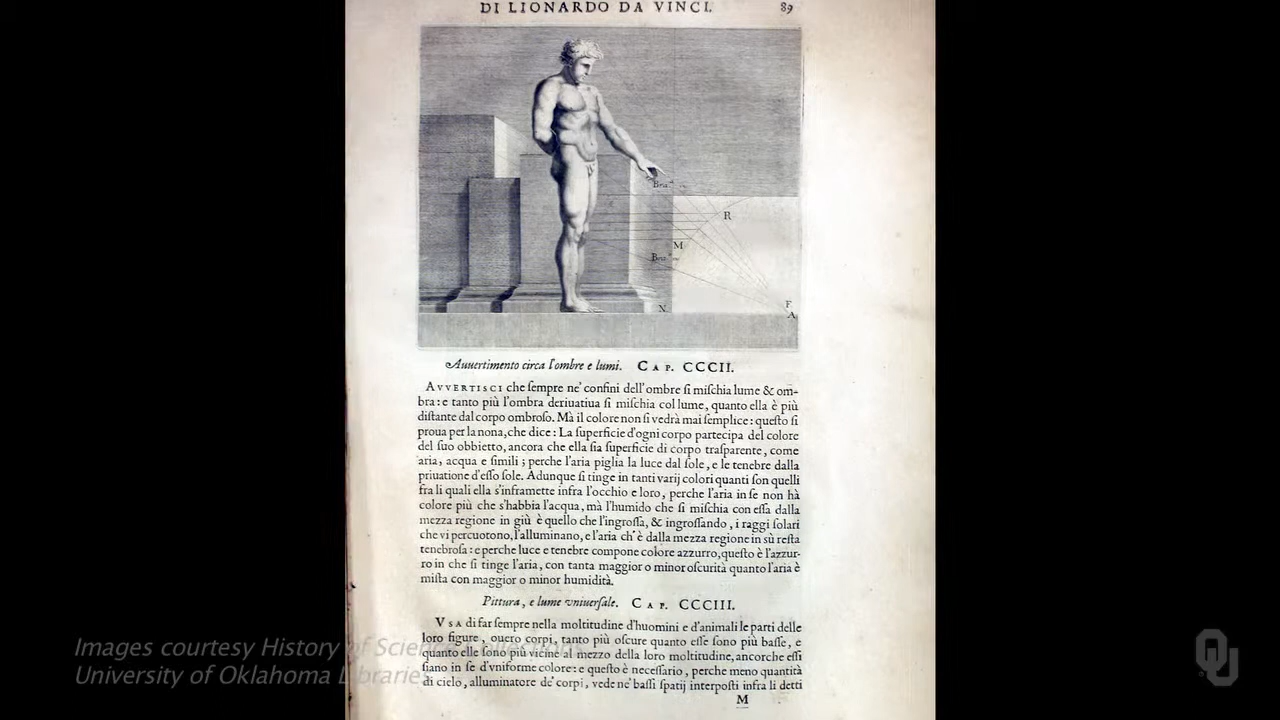 DI LIONARDO DA VINCI.
89
R
M
N
F
A
Auuertimento circa l'ombre e lumi. CAP. CCCII.
AVVERTISCI che ſempre ne' confini dell'ombre ſi miſchia lume & om-
bra: e tanto più l'ombra deriuatiua ſi miſchia col lume, quanto ella è più
diſtante dal corpo ombroſo. Mà il colore non ſi vedrà mai ſemplice: queſto ſi
proua per la nona, che dice: La ſuperficie d'ogni corpo partecipa del colore
del ſuo obbietto, ancora che ella ſia ſuperficie di corpo traſparente, come
aria, acqua e ſimili; perche l'aria piglia la luce dal ſole, e le tenebre dalla
priuatione d'eſſo ſole. Adunque ſi tinge in tanti varij colori quanti ſon quelli
fra li quali ella s'inframette infra l'occhio e loro, perche l'aria in ſe non hà
colore più che s'habbia l'acqua, mà l'humido che ſi miſchia con eſſa dalla
mezza regione in giù è quello che l'ingroſſa, & ingroſſando, i raggi ſolari
che vi percuotono, l'alluminano, e l'aria ch'è dalla mezza regione in sù reſta
tenebroſa: e perche luce e tenebre compone colore azzurro, queſto è l'azzur-
ro in che ſi tinge l'aria, con tanta maggior o minor oſcurità quanto l'aria è
miſta con maggior o minor humidità.
Pittura, e lume vniuerſale. CAP. CCCIII.
VSA di far ſempre nella moltitudine d'huomini e d'animali le parti delle
loro figure, ouero corpi, tanto più oſcure quanto eſſe ſono più baſſe, e
quanto elle ſono più vicine al mezzo della loro moltitudine, ancorche eſſi
ſiano in ſe d'vniforme colore: e queſto è neceſſario, perche meno quantità
di cielo, alluminatore de' corpi, vede ne' baſſi ſpatij interpoſti infra li detti
M
Images courtesy History of Science Collections,
University of Oklahoma Libraries
OU